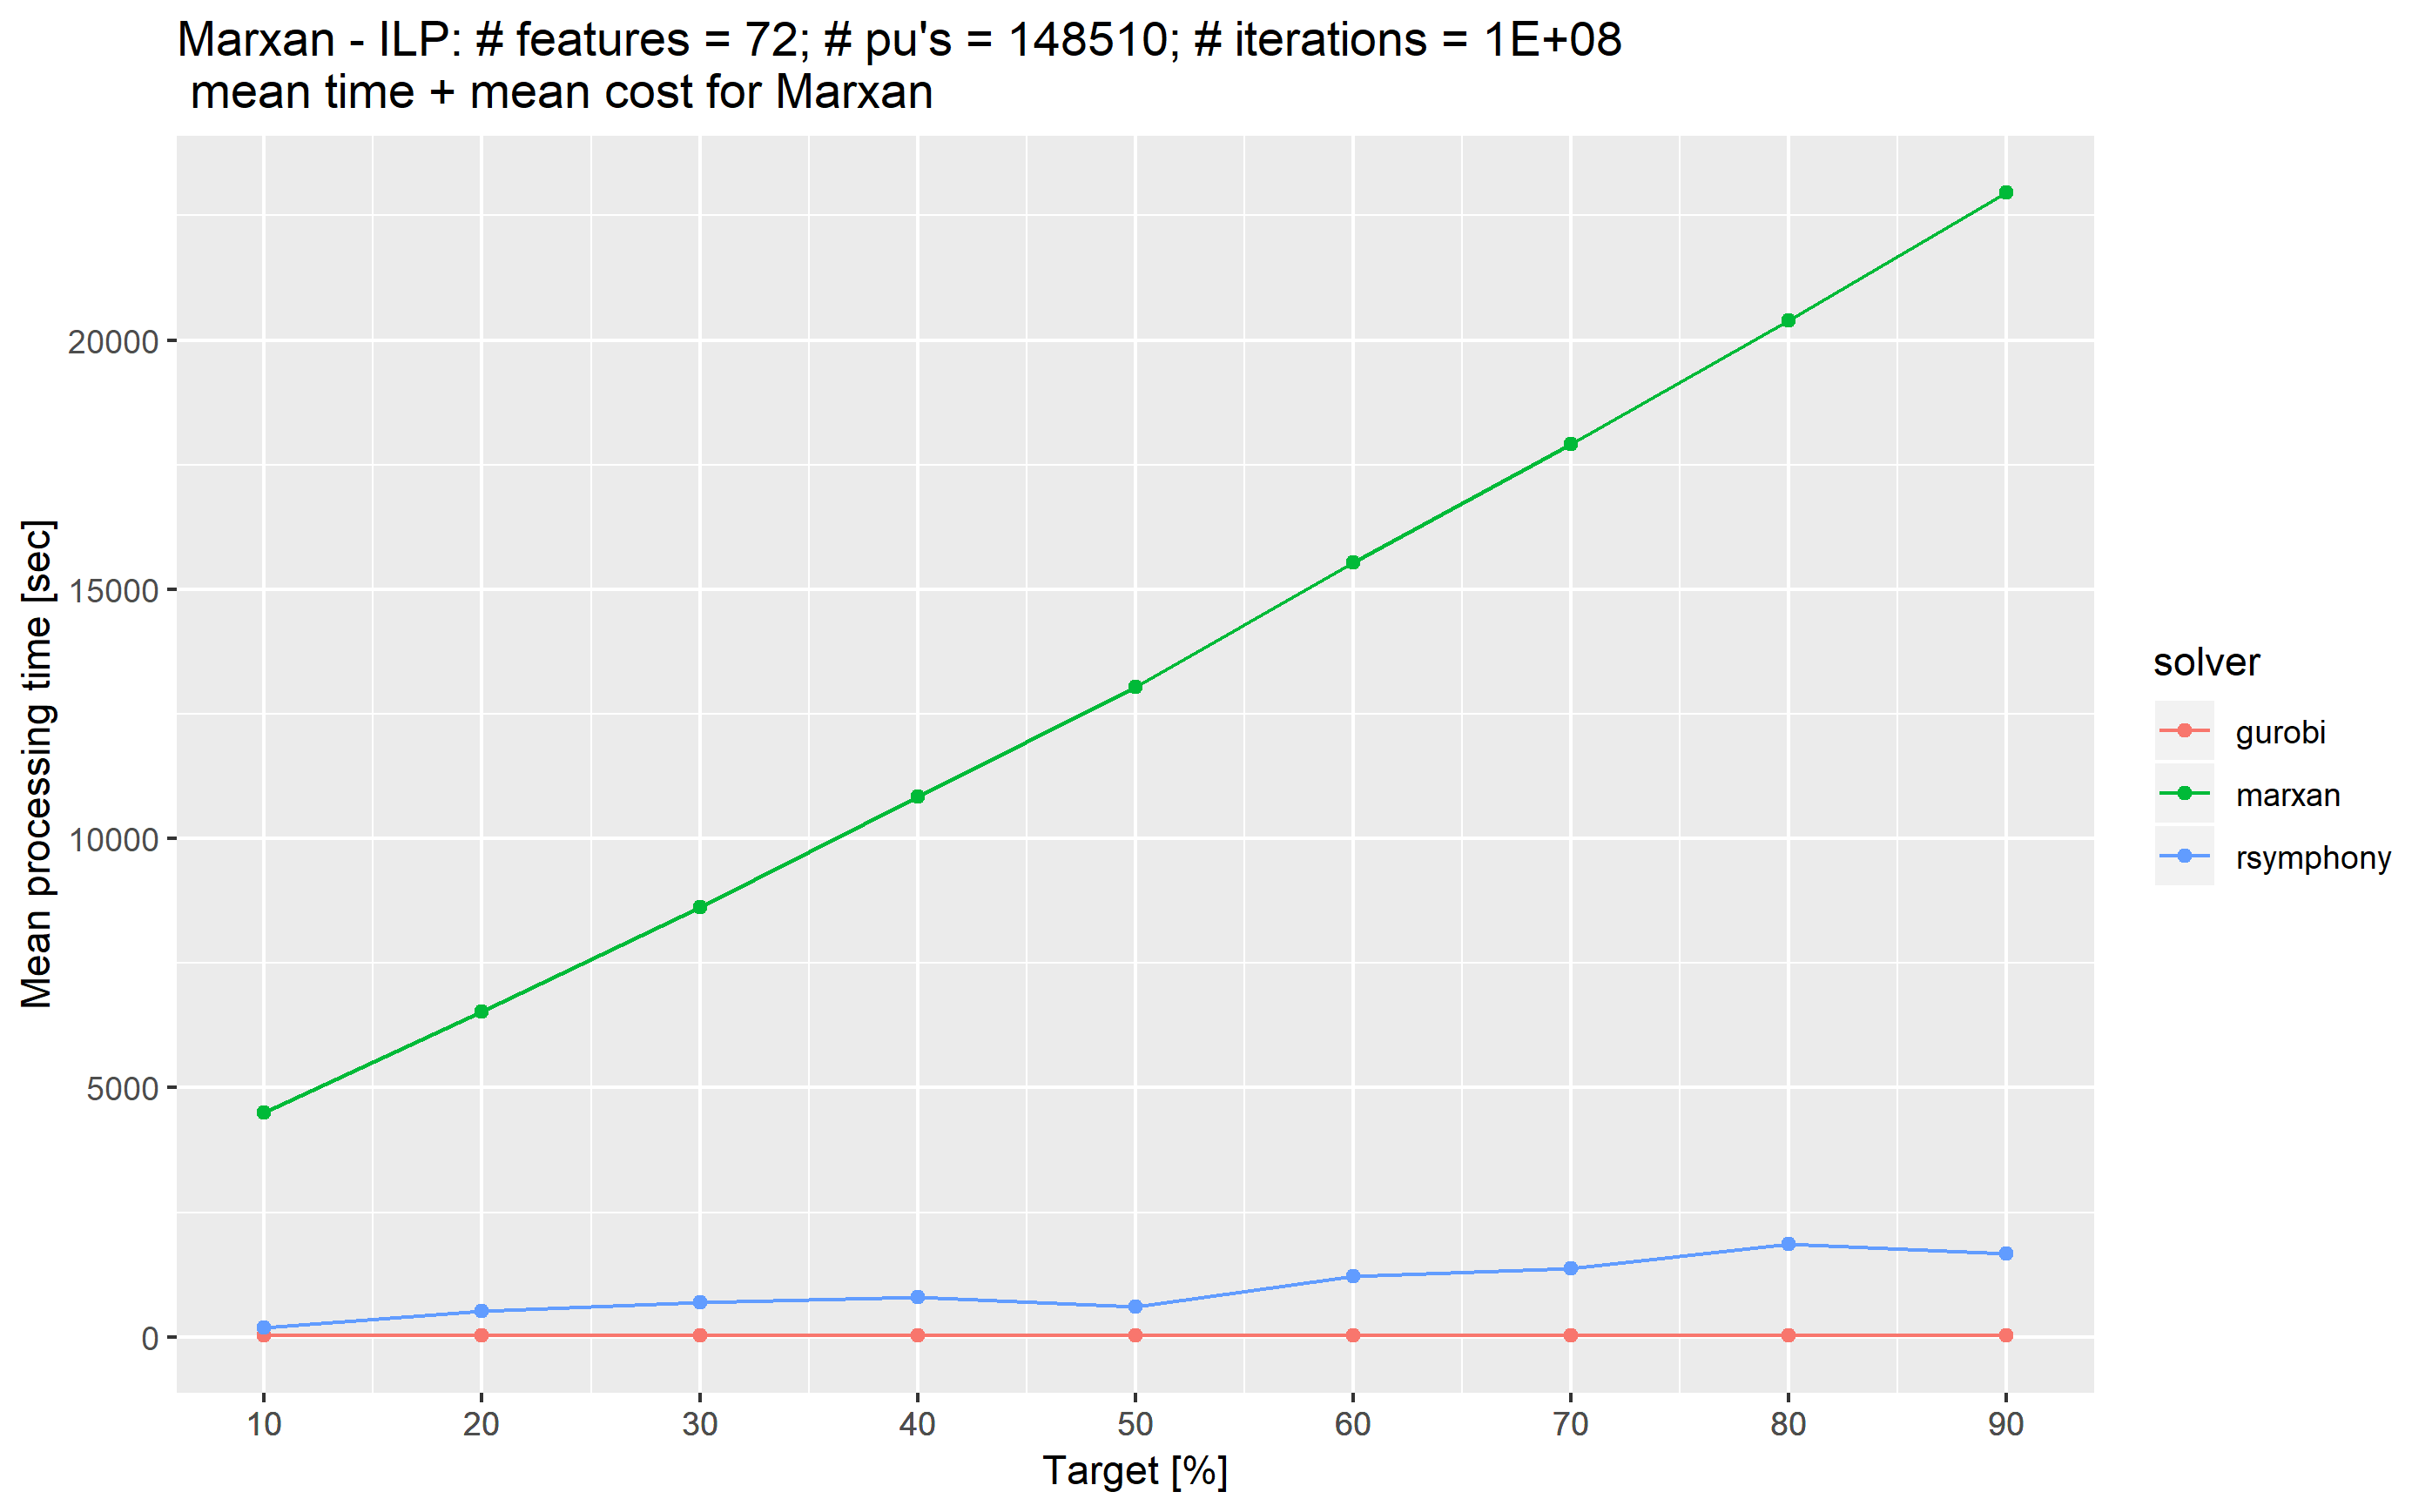 Marxan - ILP: # features = 72; # pu's = 148510; # iterations = 1E+08
mean time + mean cost for Marxan
Mean processing time [sec]
20000
15000
10000
5000
0
10 20 30 40 50 60 70 80 90
Target [%]
solver
gurobi
marxan
rsymphony